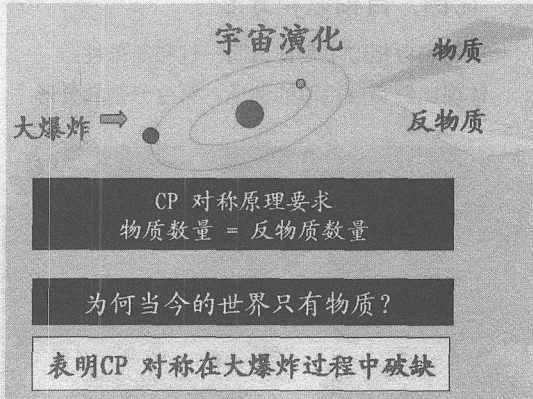 宇宙演化
物质
大爆炸
反物质
CP 对称原理要求
物质数量 = 反物质数量
为何当今的世界只有物质?
表明CP 对称在大爆炸过程中破缺